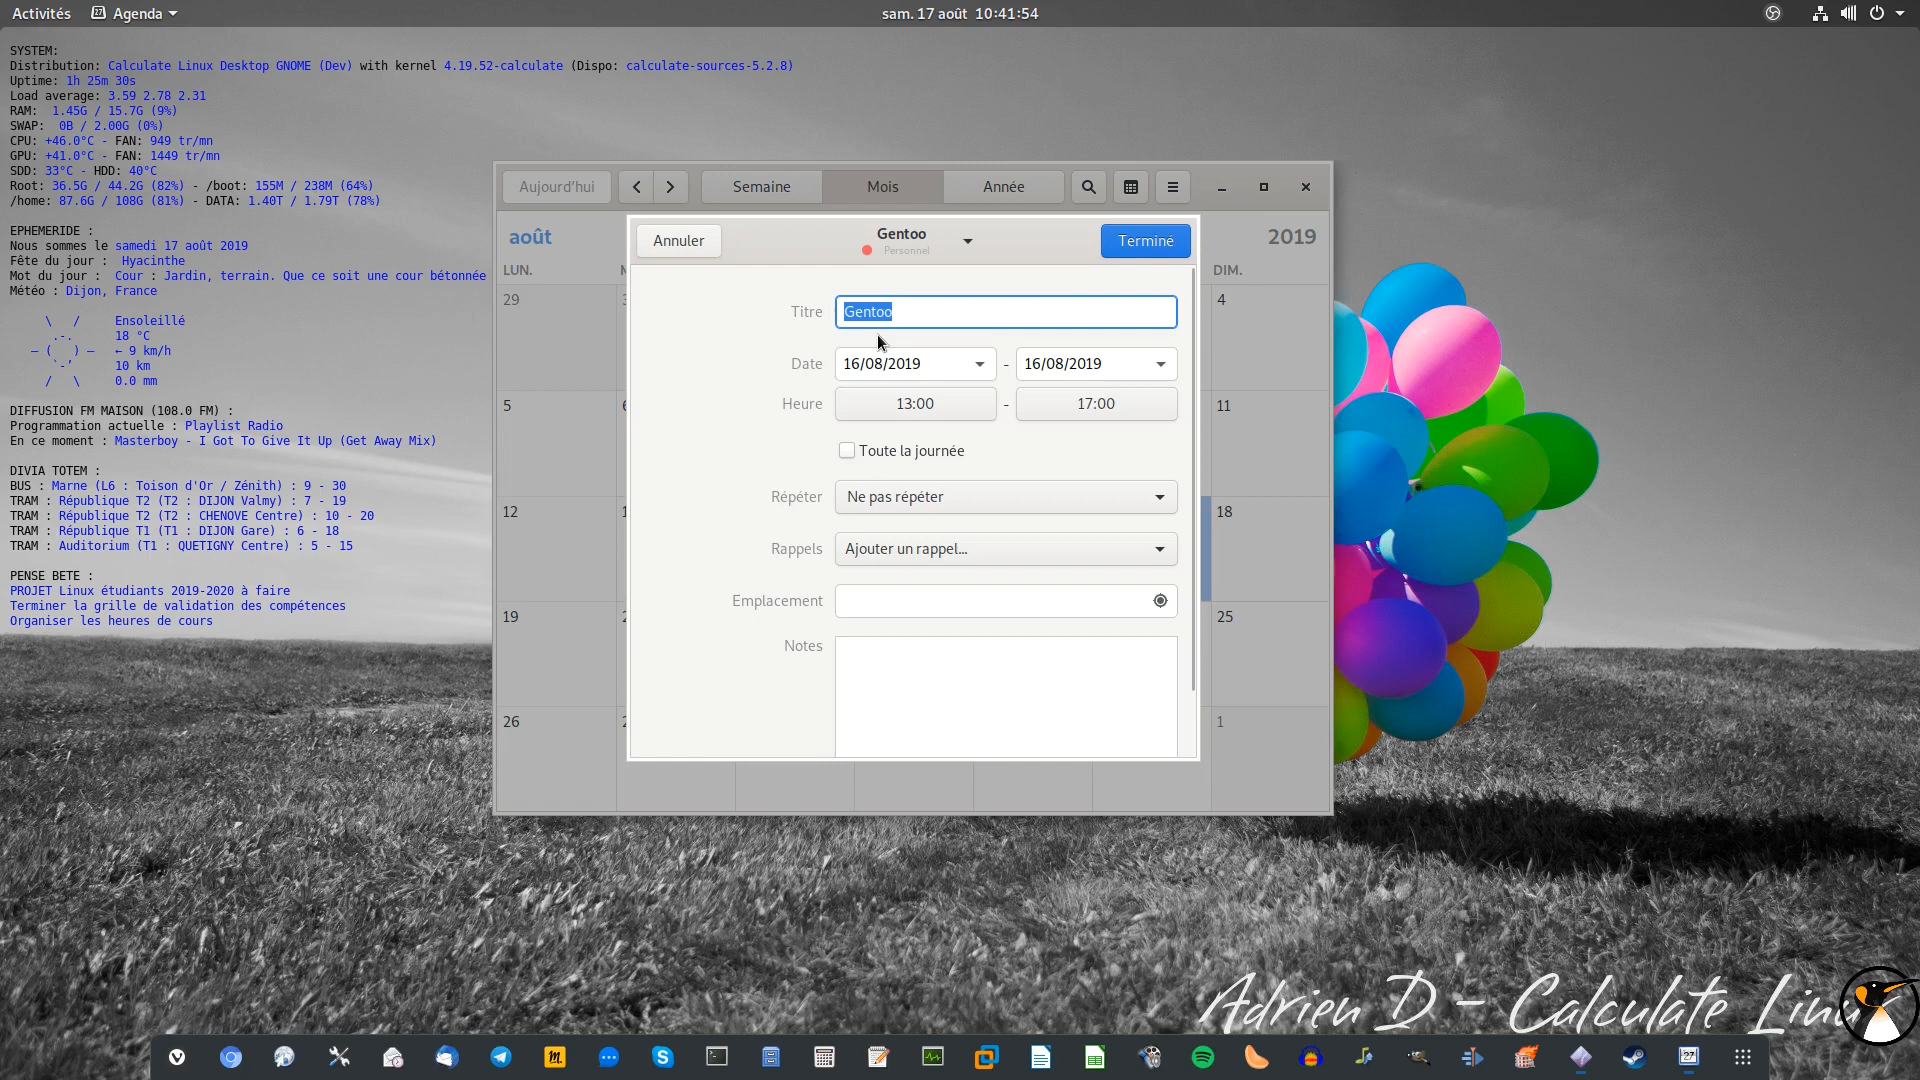 Activités Agenda sam. 17 août 10:41:54
SYSTEM:
Distribution: Calculate Linux Desktop GNOME (Dev) with kernel 4.19.52-calculate (Dispo: calculate-sources-5.2.8)
Uptime: 1h 25m 30s
Load average: 3.59 2.78 2.31
RAM: 1.45G / 15.7G (9%)
SWAP: 0B / 2.00G (0%)
CPU: +46.0°C - FAN: 949 tr/mn
GPU: +41.0°C - FAN: 1449 tr/mn
SDD: 33°C - HDD: 40°C
Root: 36.5G / 44.2G (82%) - /boot: 155M / 238M (64%)
/home: 87.6G / 108G (81%) - DATA: 1.40T / 1.79T (78%)
EPHEMERIDE :
Nous sommes le samedi 17 août 2019
Fête du jour : Hyacinthe
Mot du jour : Cour : Jardin, terrain. Que ce soit une cour bétonnée
Météo : Dijon, France
\ / Ensoleillé
.-. 18 °C
― ( ) ― ← 9 km/h
`-' 10 km
/ \ 0.0 mm
DIFFUSION FM MAISON (108.0 FM) :
Programmation actuelle : Playlist Radio
En ce moment : Masterboy - I Got To Give It Up (Get Away Mix)
DIVIA TOTEM :
BUS : Marne (L6 : Toison d'Or / Zénith) : 9 - 30
TRAM : République T2 (T2 : DIJON Valmy) : 7 - 19
TRAM : République T2 (T2 : CHENOVE Centre) : 10 - 20
TRAM : République T1 (T1 : DIJON Gare) : 6 - 18
TRAM : Auditorium (T1 : QUETIGNY Centre) : 5 - 15
PENSE BETE :
PROJET Linux étudiants 2019-2020 à faire
Terminer la grille de validation des compétences
Organiser les heures de cours
Aujourd'hui Semaine Mois Année
août 2019
LUN. DIM.
29 4
5 11
12 18
19 25
26 1
Annuler Gentoo Terminé
Personnel
Titre Gentoo
Date 16/08/2019 - 16/08/2019
Heure 13:00 - 17:00
Toute la journée
Répéter Ne pas répéter
Rappels Ajouter un rappel...
Emplacement
Notes
Adrien D - Calculate Linux
27